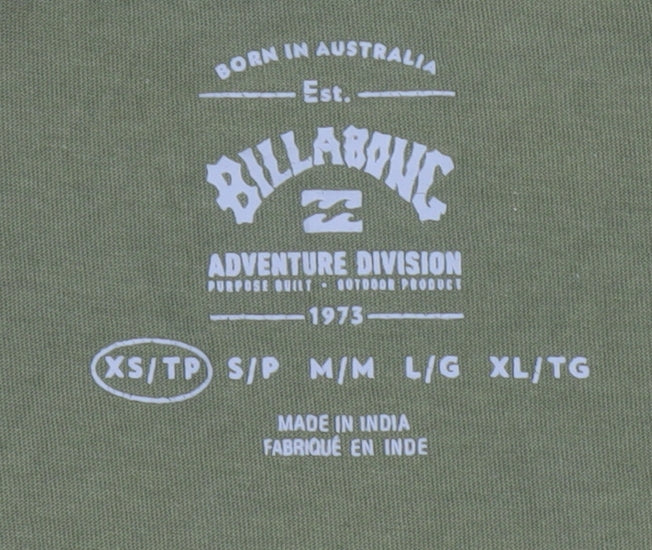 BORN IN AUSTRALIA
Est.
BILLABONG
ADVENTURE DIVISION
PURPOSE BUILT • OUTDOOR PRODUCT
1973
XS/TP S/P M/M L/G XL/TG
MADE IN INDIA
FABRIQUÉ EN INDE